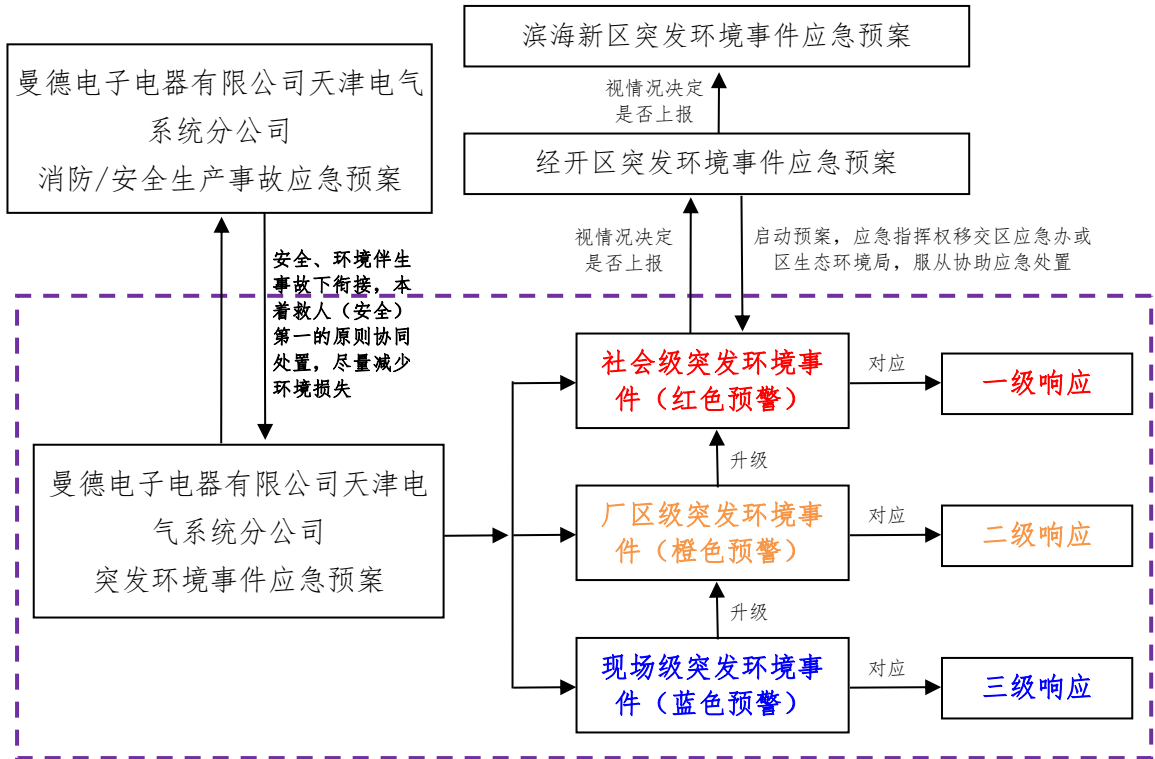 滨海新区突发环境事件应急预案
曼德电子电器有限公司天津电气
系统分公司
消防/安全生产事故应急预案
视情况决定
是否上报
经开区突发环境事件应急预案
视情况决定
是否上报
启动预案，应急指挥权移交区应急办或
区生态环境局，服从协助应急处置
安全、环境伴生
事故下衔接，本
着救人（安全）
第一的原则协同
处置，尽量减少
环境损失
社会级突发环境事
件（红色预警）
对应
一级响应
升级
曼德电子电器有限公司天津电
气系统分公司
突发环境事件应急预案
厂区级突发环境事
件（橙色预警）
对应
二级响应
升级
现场级突发环境事
件（蓝色预警）
对应
三级响应